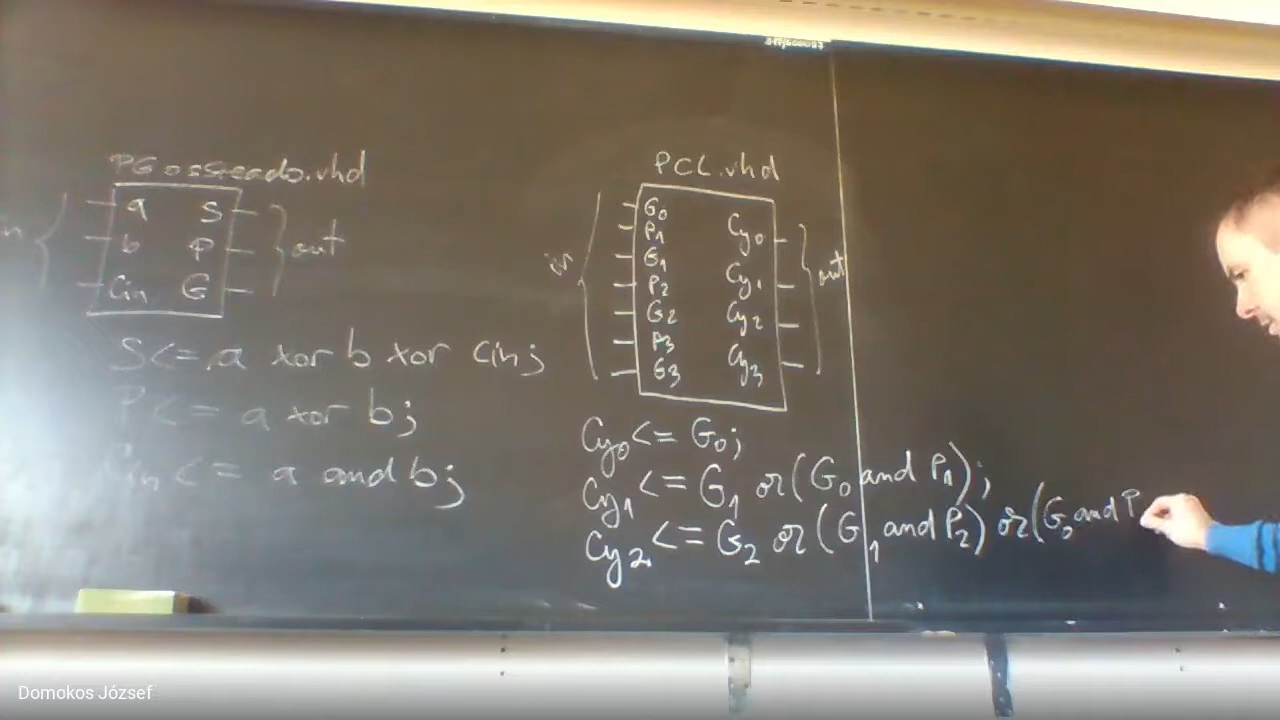 PGosszeado.vhd
in
a S
b P
Cin G
out
S<= a xor b xor Cin;
P<= a xor b;
Cin<= a and b;
PCL.vhd
in
G0
P1
G1
P2
G2
P3
G3
Cy0
Cy1
Cy2
Cy3
out
Cy0<= G0;
Cy1<= G1 or (G0 and P1);
Cy2<= G2 or (G1 and P2) or (G0 and P
Domokos József